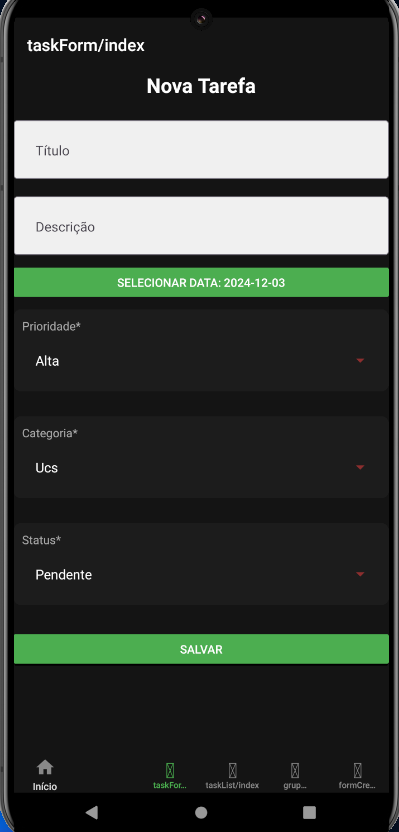 taskForm/index
Nova Tarefa
Título
Descrição
SELECIONAR DATA: 2024-12-03
Prioridade*
Alta
Categoria*
Ucs
Status*
Pendente
SALVAR
Início
taskFor...
taskList/index
grup...
formCre...